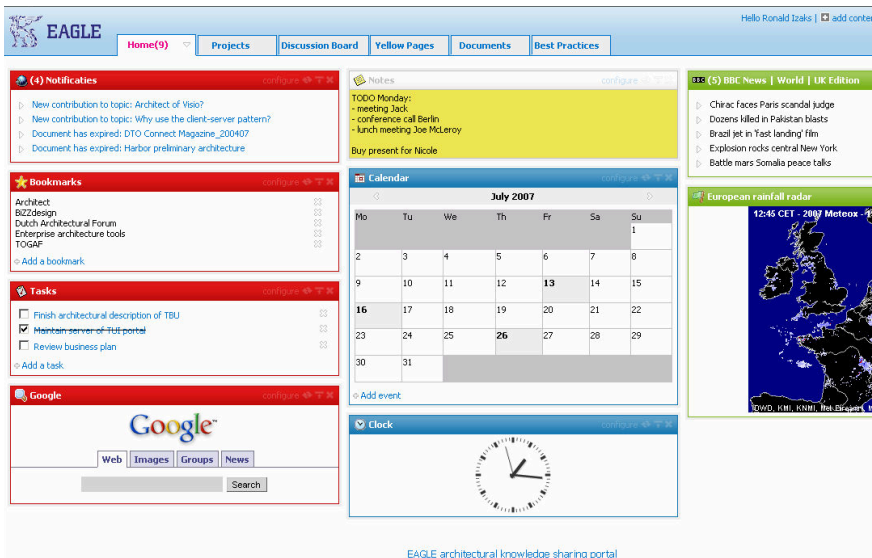 EAGLE
Hello Ronald Izaks | add conten
Home(9) Projects Discussion Board Yellow Pages Documents Best Practices
(4) Notificaties configure
New contribution to topic: Architect of Visio?
New contribution to topic: Why use the client-server pattern?
Document has expired: DTO Connect Magazine_200407
Document has expired: Harbor preliminary architecture
Bookmarks configure
Architect
BiZZdesign
Dutch Architectural Forum
Enterprise architecture tools
TOGAF
Add a bookmark
Tasks configure
Finish architectural description of TBU
Maintain server of TUI portal
Review business plan
Add a task
Google configure
Google
Web Images Groups News
Search
Notes configure
TODO Monday:
- meeting Jack
- conference call Berlin
- lunch meeting Joe McLeroy
Buy present for Nicole
Calendar configure
July 2007
Mo Tu We Th Fr Sa Su
1
2 3 4 5 6 7 8
9 10 11 12 13 14 15
16 17 18 19 20 21 22
23 24 25 26 27 28 29
30 31
Add event
Clock configure
BBC (5) BBC News | World | UK Edition
Chirac faces Paris scandal judge
Dozens killed in Pakistan blasts
Brazil jet in 'fast landing' film
Explosion rocks central New York
Battle mars Somalia peace talks
European rainfall radar
12:45 CET - 2007 Meteox -
KMI, KNMI,
EAGLE architectural knowledge sharing portal